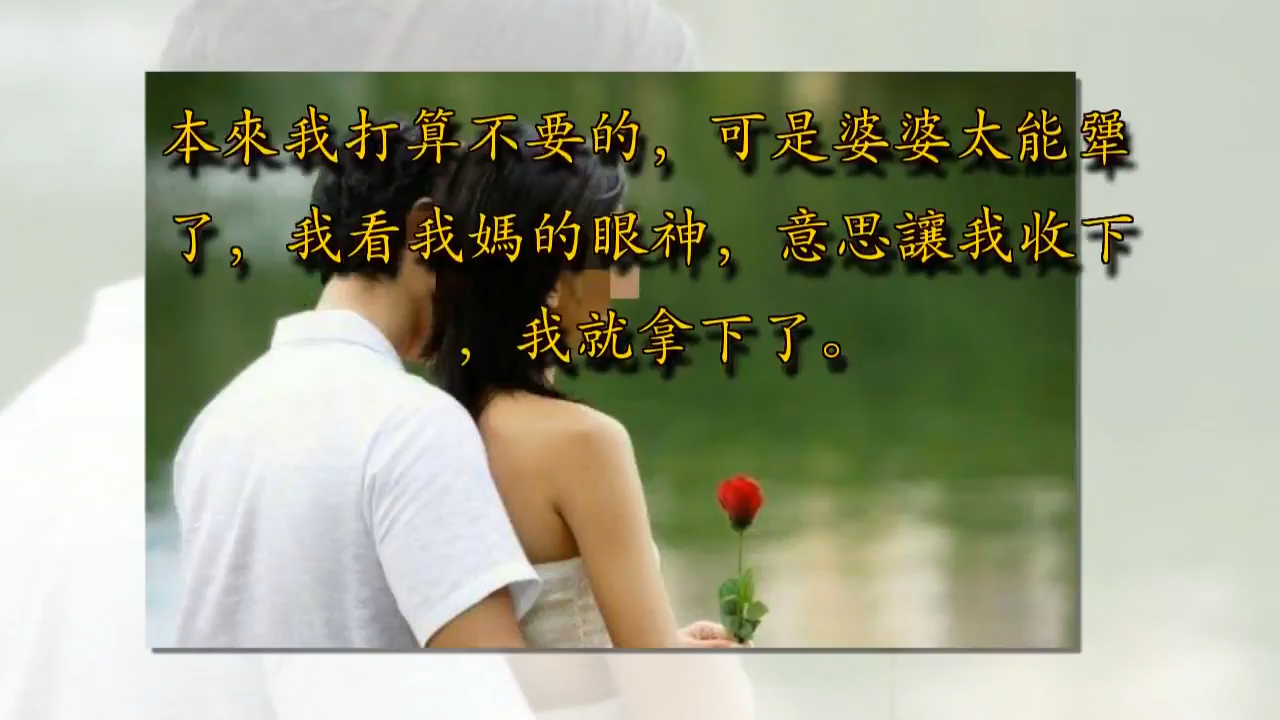 本來我打算不要的，可是婆婆太能犟
了，我看我媽的眼神，意思讓我收下
，我就拿下了。